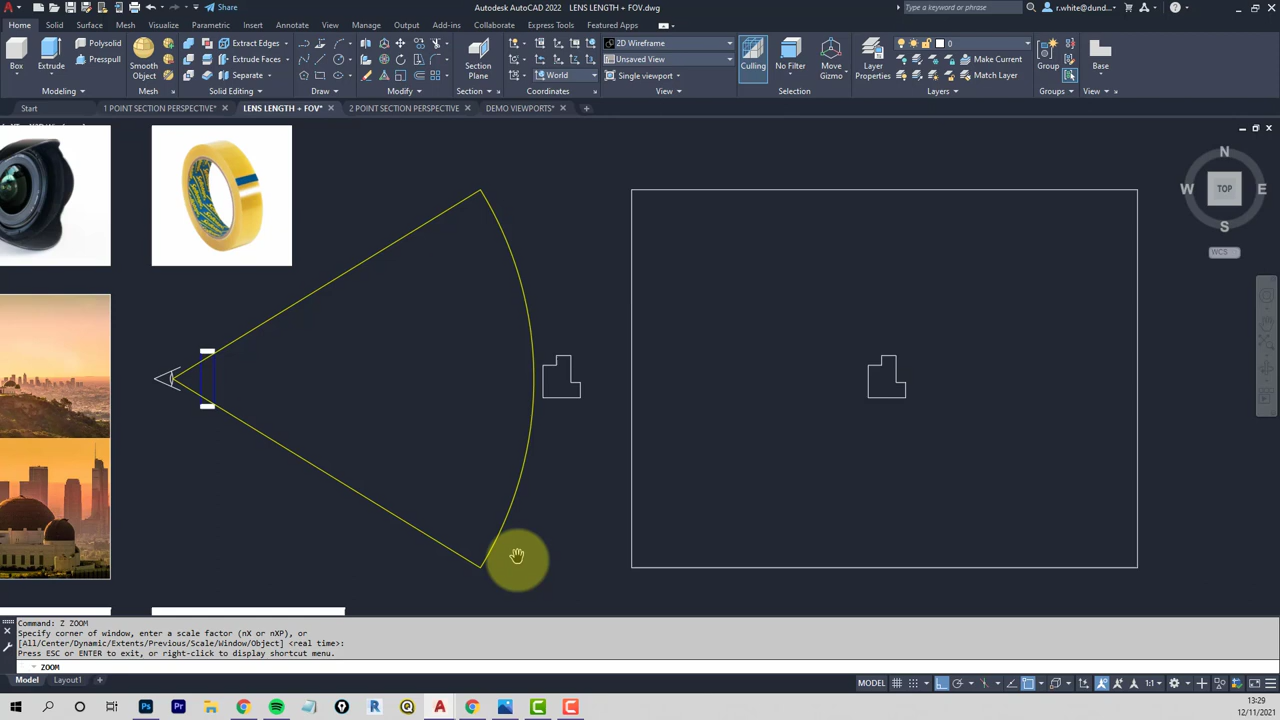 Share
Autodesk AutoCAD 2022 LENS LENGTH + FOV.dwg
r.white@dund...
Home Solid Surface Mesh Insert Annotate View Manage Output Add-ins Collaborate Express Tools Featured Apps
Box
Extrude
Polysolid
Presspull
Smooth
Object
Extract Edges
Extrude Faces
Separate
Section
Plane
World
2D Wireframe
Unsaved View
Single viewport
Culling
No Filter
Move
Gizmo
Layer
Properties
0
Make Current
Match Layer
Group
Base
Modeling
Mesh
Solid Editing
Draw
Modify
Section
Coordinates
View
Selection
Layers
Groups
View
Start
1 POINT SECTION PERSPECTIVE*
LENS LENGTH + FOV*
2 POINT SECTION PERSPECTIVE
DEMO VIEWPORTS*
N
W TOP E
S
WCS
Command: Z ZOOM
Specify corner of window, enter a scale factor (nX or nXP), or
[All/Center/Dynamic/Extents/Previous/Scale/Window/Object] <real time>:
Press ESC or ENTER to exit, or right-click to display shortcut menu.
ZOOM
Model Layout1 +
MODEL
1:1
13:29
12/11/2021